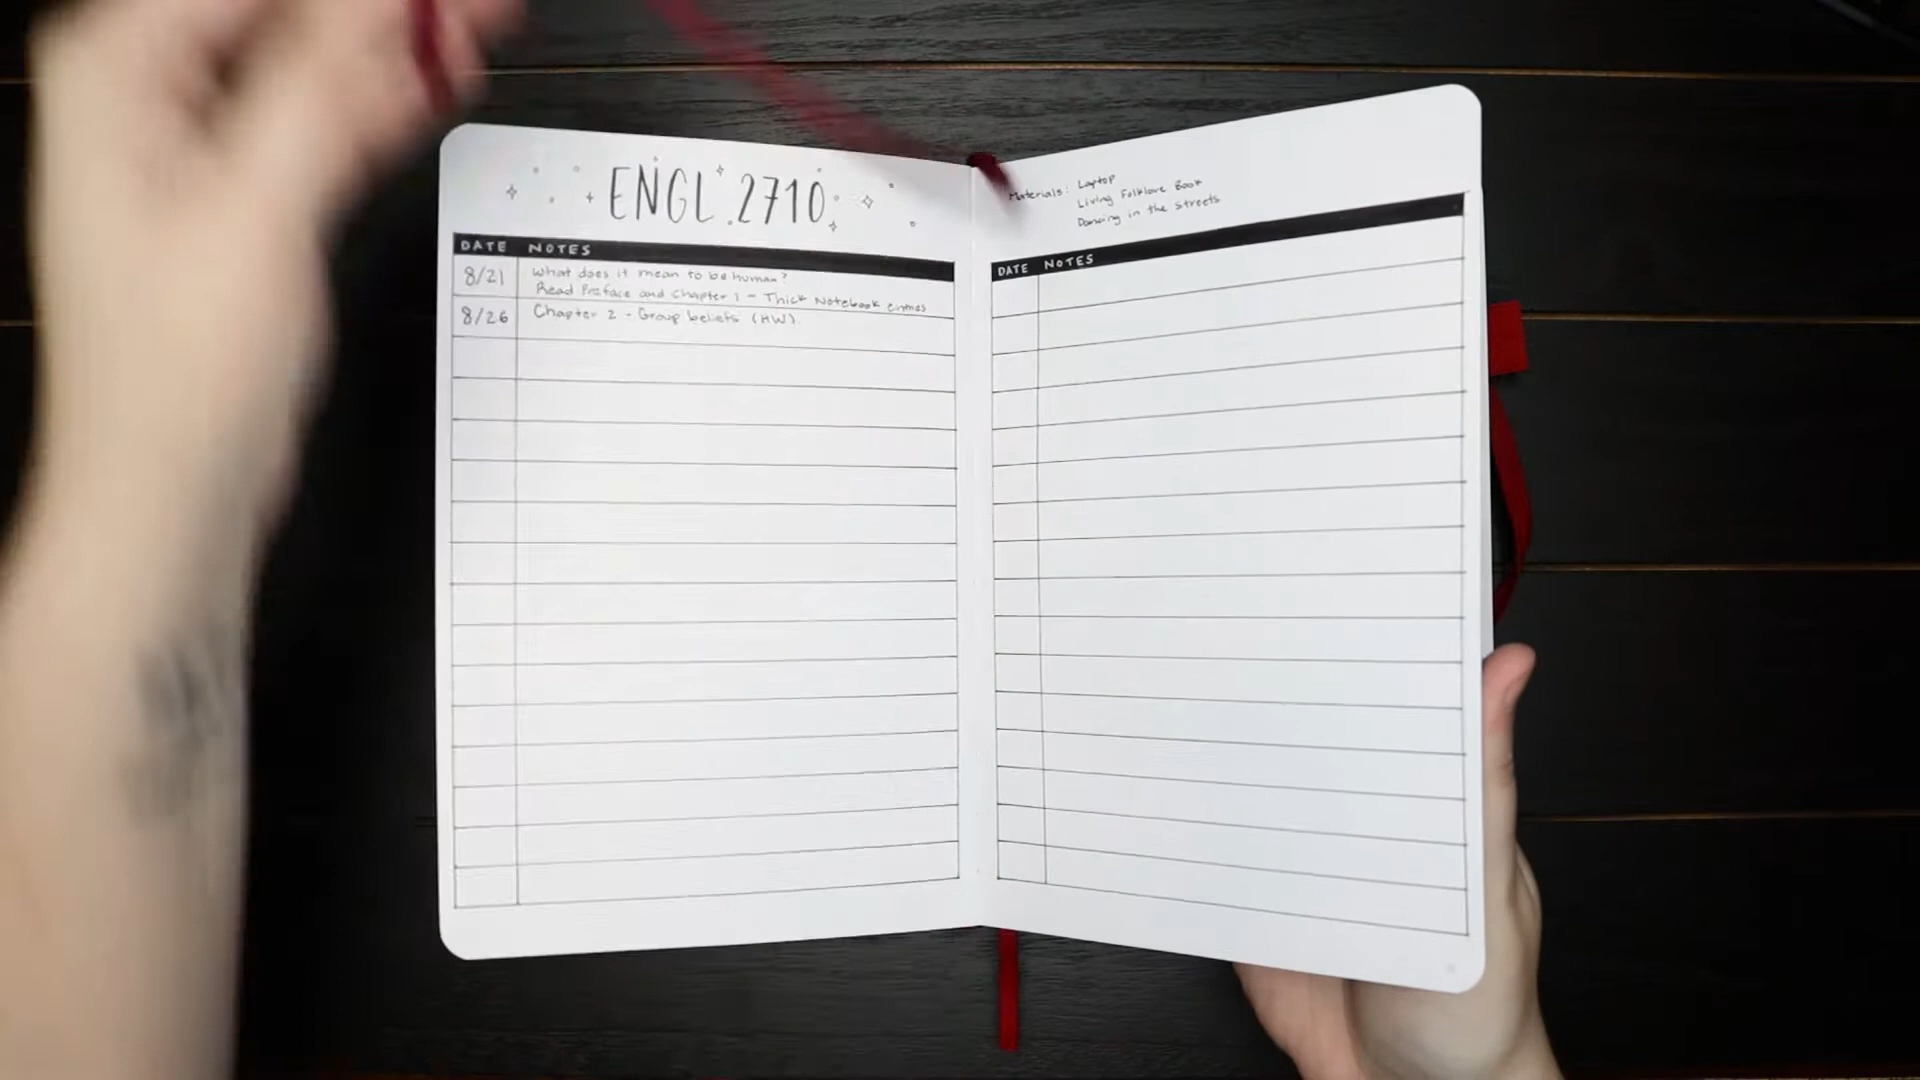 ENGL 2710
DATE NOTES
8/21 What does it mean to be human?
Read Preface and Chapter 1 - Thick Notebook entries
8/26 Chapter 2 - Group beliefs (HW)
Materials: Laptop
Living Folklore Book
Dancing in the Streets
DATE NOTES